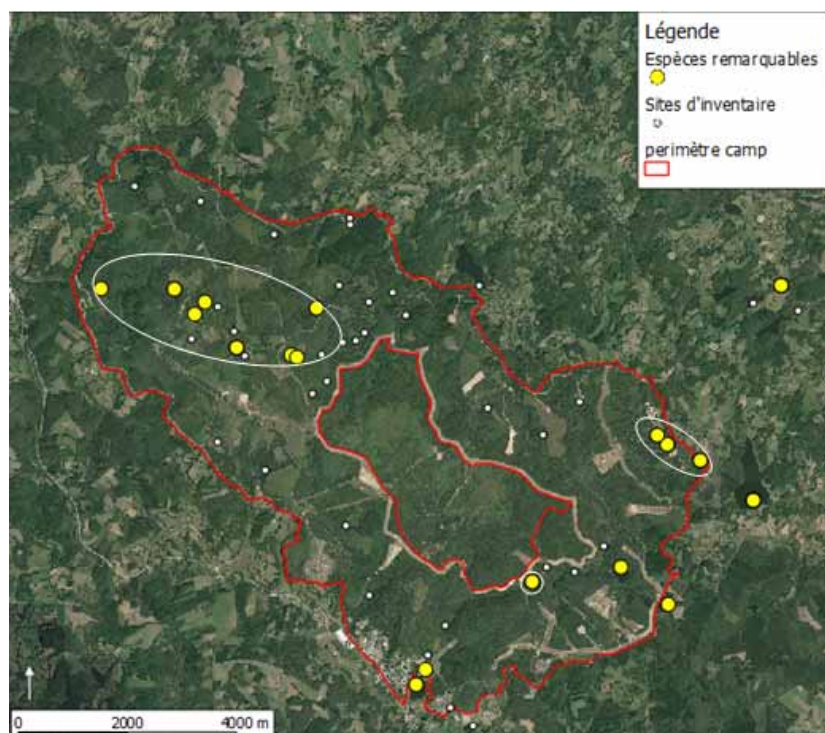 Légende
Espèces remarquables
Sites d'inventaire
perimètre camp
0 2000 4000 m